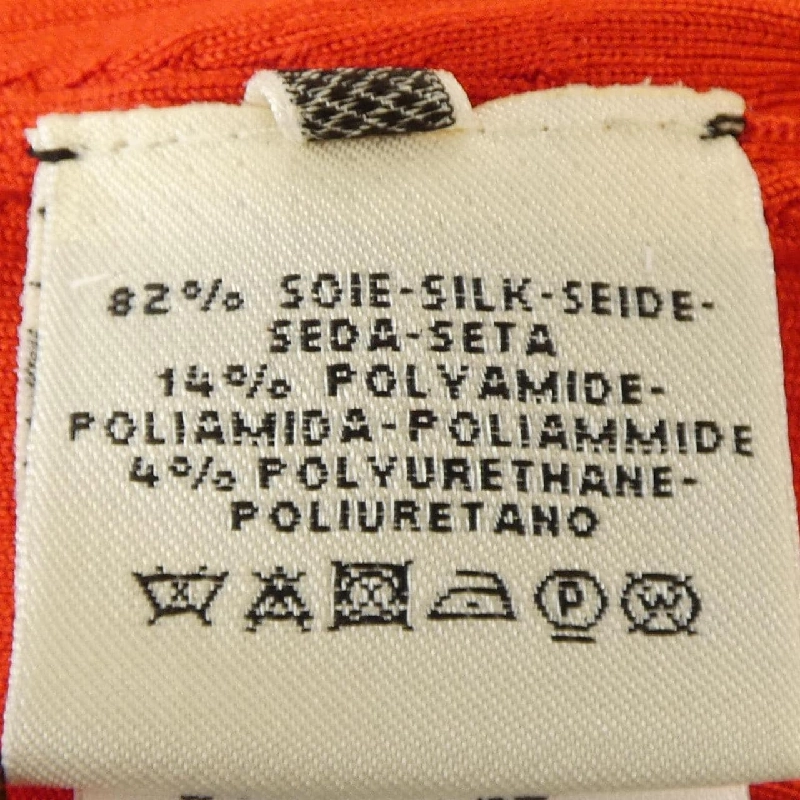 82% SOIE-SILK-SEIDE-
SEDA-SETA
14% POLYAMIDE-
POLIAMIDA-POLIAMMIDE
4% POLYURETHANE-
POLIURETANO
P W